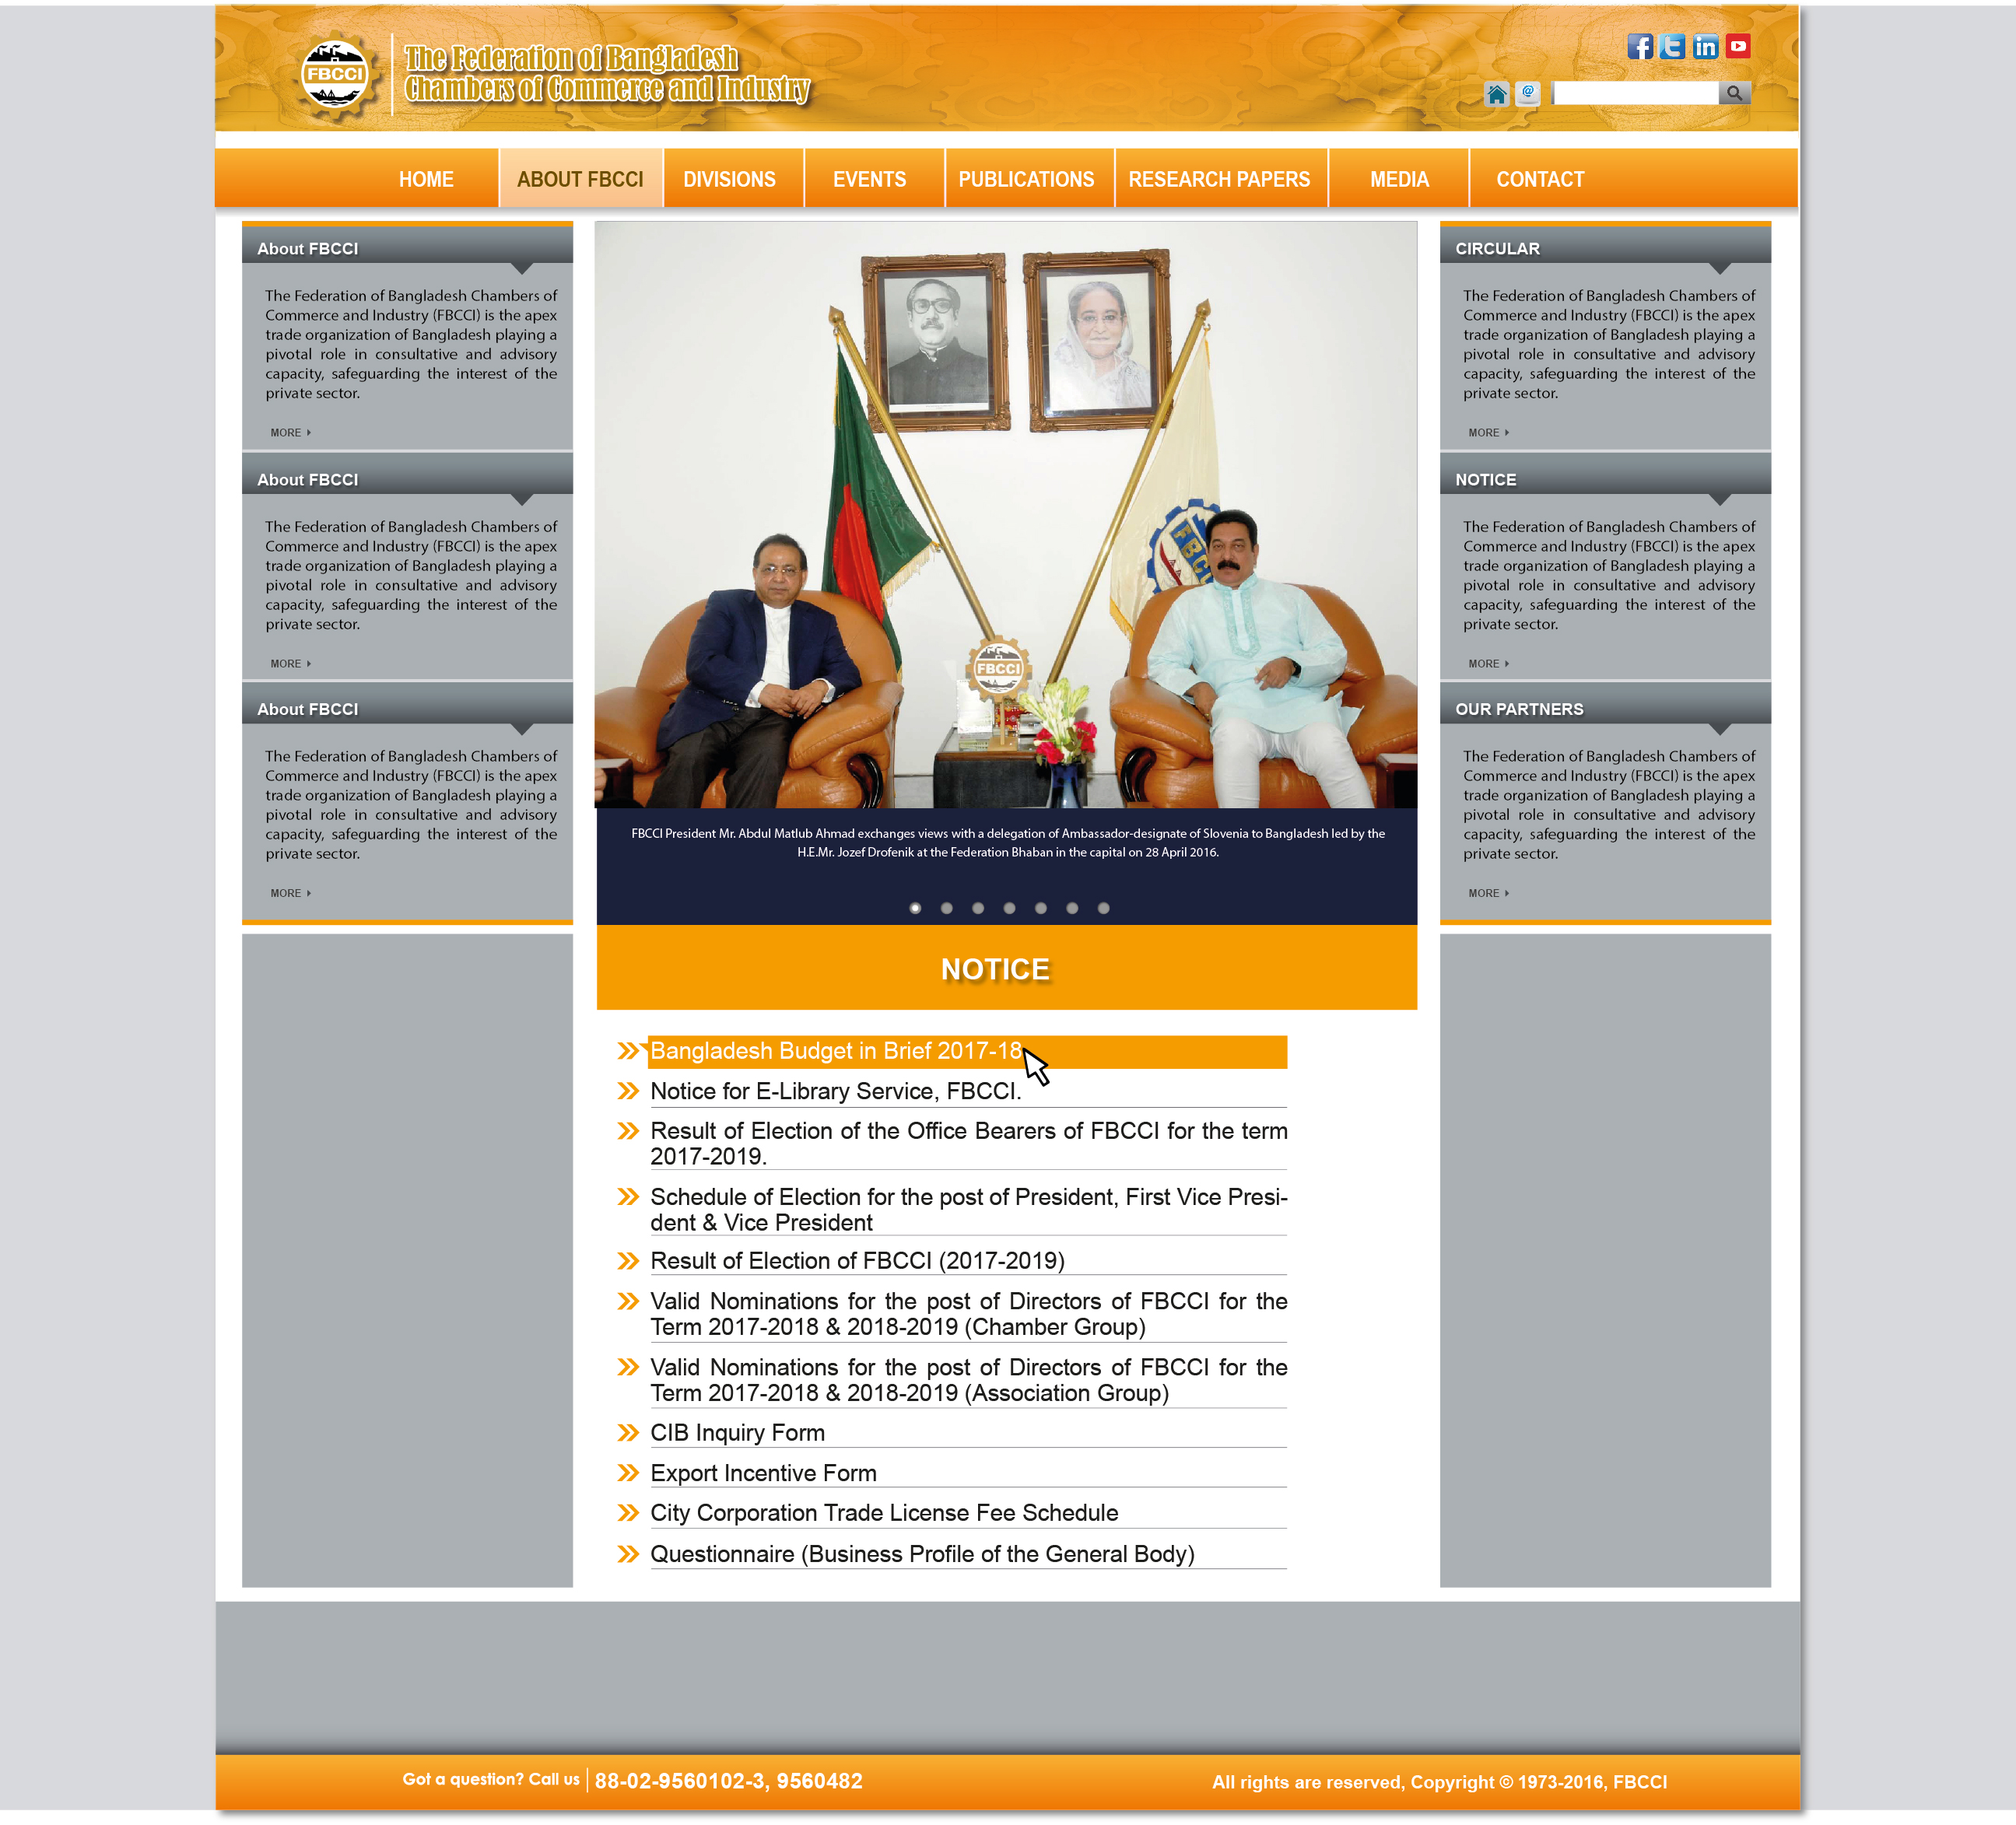 FBCCI
The Federation of Bangladesh
Chambers of Commerce and Industry
HOME
ABOUT FBCCI
DIVISIONS
EVENTS
PUBLICATIONS
RESEARCH PAPERS
MEDIA
CONTACT
About FBCCI
The Federation of Bangladesh Chambers of
Commerce and Industry (FBCCI) is the apex
trade organization of Bangladesh playing a
pivotal role in consultative and advisory
capacity, safeguarding the interest of the
private sector.
MORE
About FBCCI
The Federation of Bangladesh Chambers of
Commerce and Industry (FBCCI) is the apex
trade organization of Bangladesh playing a
pivotal role in consultative and advisory
capacity, safeguarding the interest of the
private sector.
MORE
About FBCCI
The Federation of Bangladesh Chambers of
Commerce and Industry (FBCCI) is the apex
trade organization of Bangladesh playing a
pivotal role in consultative and advisory
capacity, safeguarding the interest of the
private sector.
MORE
FBCCI
FBCCI
FBCCI President Mr. Abdul Matlub Ahmad exchanges views with a delegation of Ambassador-designate of Slovenia to Bangladesh led by the
H.E.Mr. Jozef Drofenik at the Federation Bhaban in the capital on 28 April 2016.
NOTICE
Bangladesh Budget in Brief 2017-18
Notice for E-Library Service, FBCCI.
Result of Election of the Office Bearers of FBCCI for the term
2017-2019.
Schedule of Election for the post of President, First Vice Presi-
dent & Vice President
Result of Election of FBCCI (2017-2019)
Valid Nominations for the post of Directors of FBCCI for the
Term 2017-2018 & 2018-2019 (Chamber Group)
Valid Nominations for the post of Directors of FBCCI for the
Term 2017-2018 & 2018-2019 (Association Group)
CIB Inquiry Form
Export Incentive Form
City Corporation Trade License Fee Schedule
Questionnaire (Business Profile of the General Body)
CIRCULAR
The Federation of Bangladesh Chambers of
Commerce and Industry (FBCCI) is the apex
trade organization of Bangladesh playing a
pivotal role in consultative and advisory
capacity, safeguarding the interest of the
private sector.
MORE
NOTICE
The Federation of Bangladesh Chambers of
Commerce and Industry (FBCCI) is the apex
trade organization of Bangladesh playing a
pivotal role in consultative and advisory
capacity, safeguarding the interest of the
private sector.
MORE
OUR PARTNERS
The Federation of Bangladesh Chambers of
Commerce and Industry (FBCCI) is the apex
trade organization of Bangladesh playing a
pivotal role in consultative and advisory
capacity, safeguarding the interest of the
private sector.
MORE
Got a question? Call us 88-02-9560102-3, 9560482
All rights are reserved, Copyright © 1973-2016, FBCCI